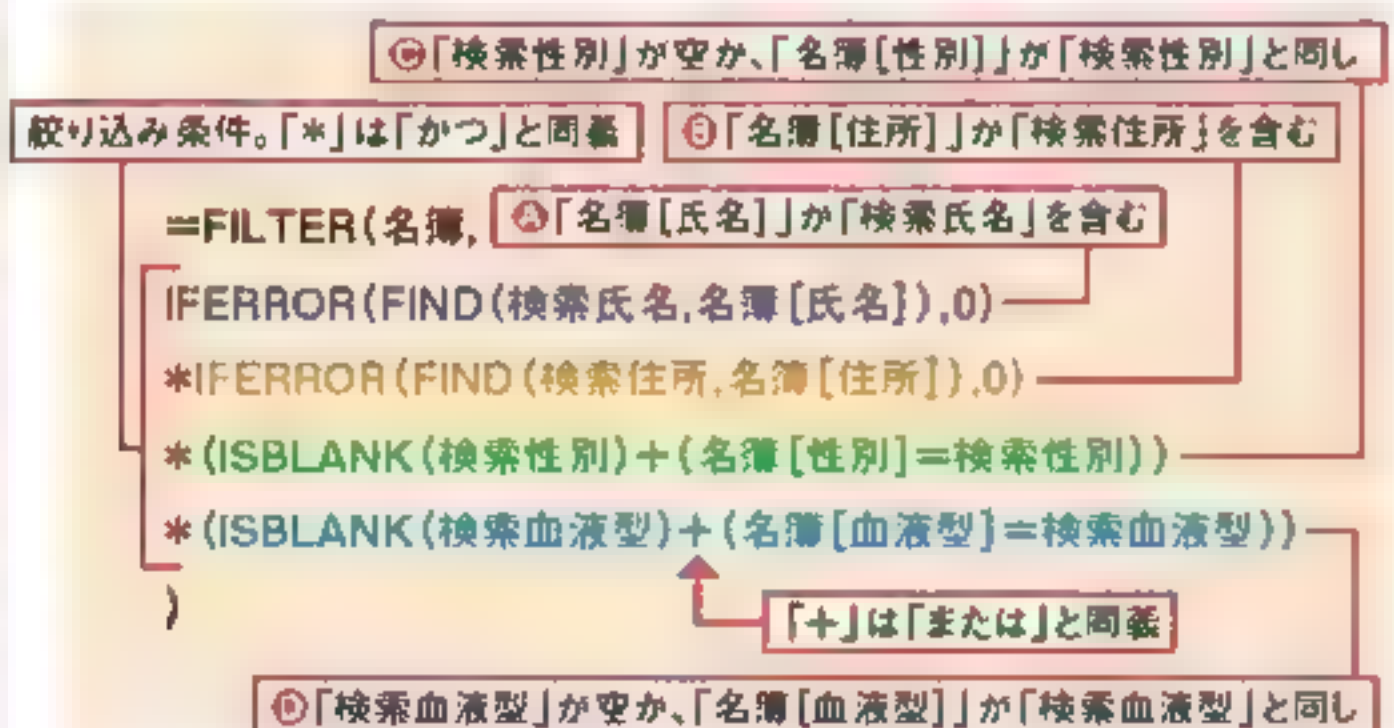 Ⓒ「検索性別」が空か、「名簿[性別]」が「検索性別」と同じ
絞り込み条件。「*」は「かつ」と同義
Ⓑ「名簿[住所]」が「検索住所」を含む
=FILTER(名簿,
Ⓐ「名簿[氏名]」が「検索氏名」を含む
IFERROR(FIND(検索氏名,名簿[氏名]),0)
*IFERROR(FIND(検索住所,名簿[住所]),0)
*(ISBLANK(検索性別)+(名簿[性別]=検索性別))
*(ISBLANK(検索血液型)+(名簿[血液型]=検索血液型))
)
「+」は「または」と同義
Ⓓ「検索血液型」が空か、「名簿[血液型]」が「検索血液型」と同じ